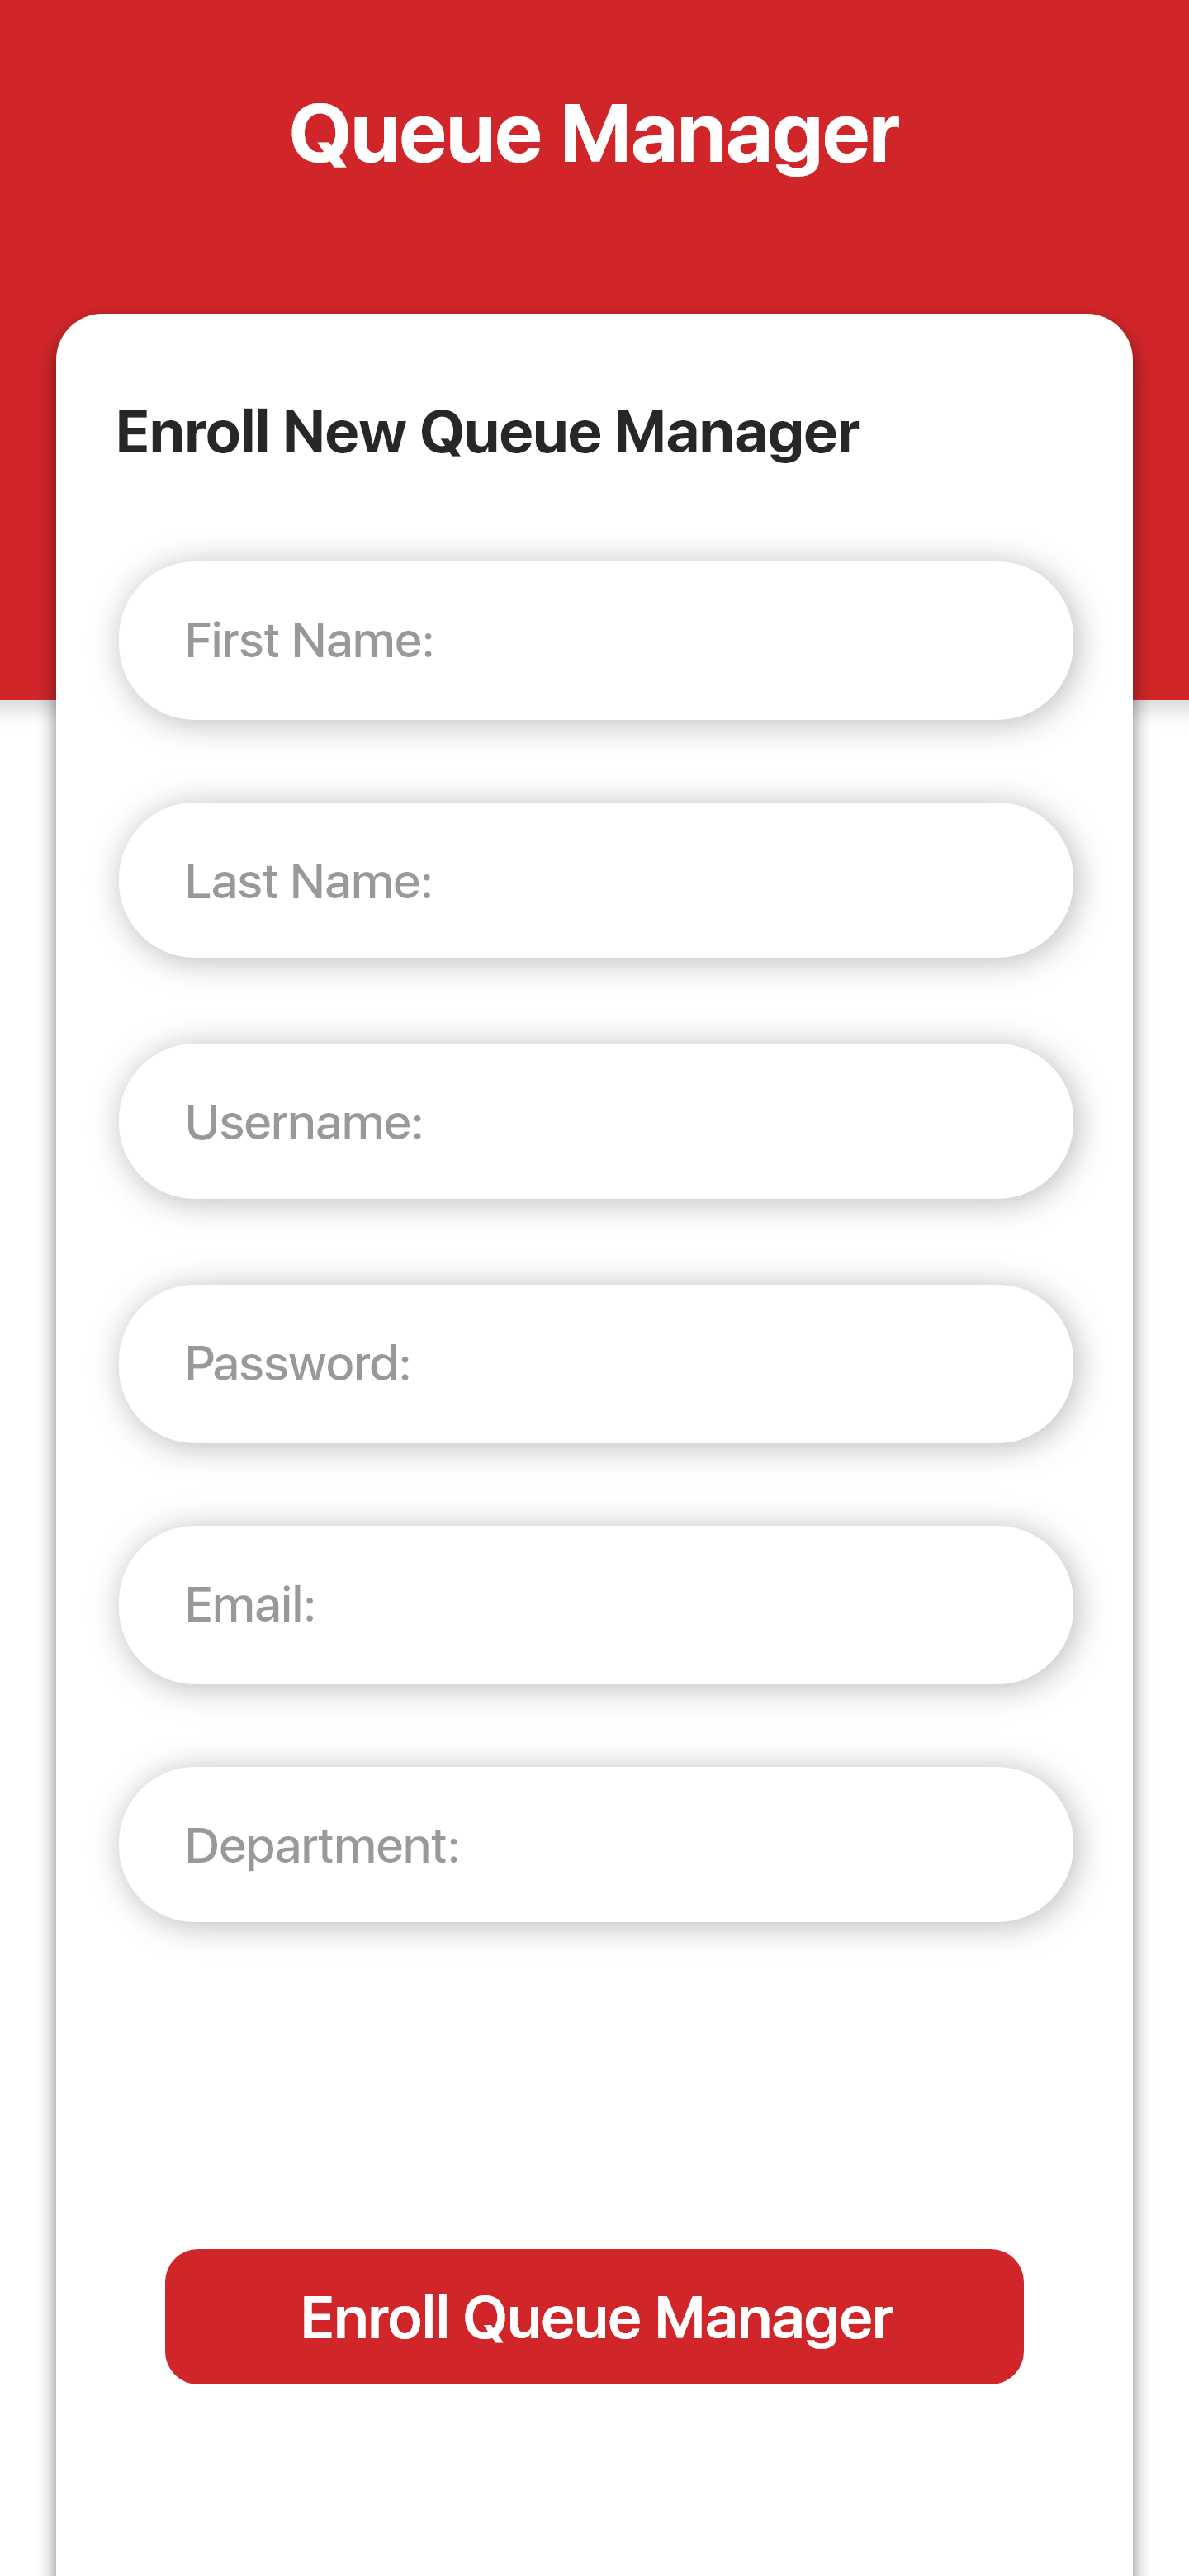 Queue Manager
Enroll New Queue Manager
First Name:
Last Name:
Username:
Password:
Email:
Department:
Enroll Queue Manager